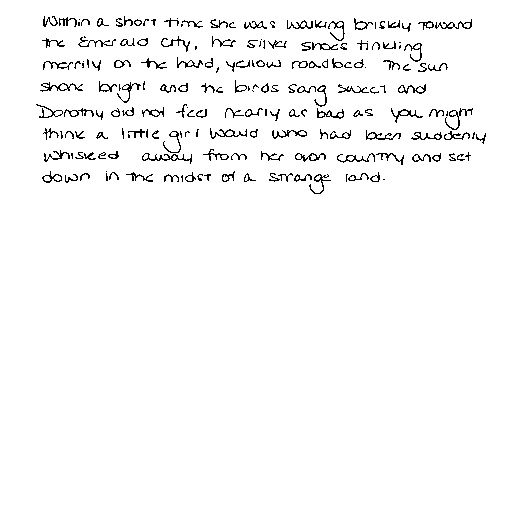 Within a short time she was walking briskly toward
the Emerald City, her silver shoes tinkling
merrily on the hard, yellow roadbed. The sun
shone bright and the birds sang sweet and
Dorothy did not feel nearly as bad as you might
think a little girl would who had been suddenly
whisked away from her own country and set
down in the midst of a strange land.